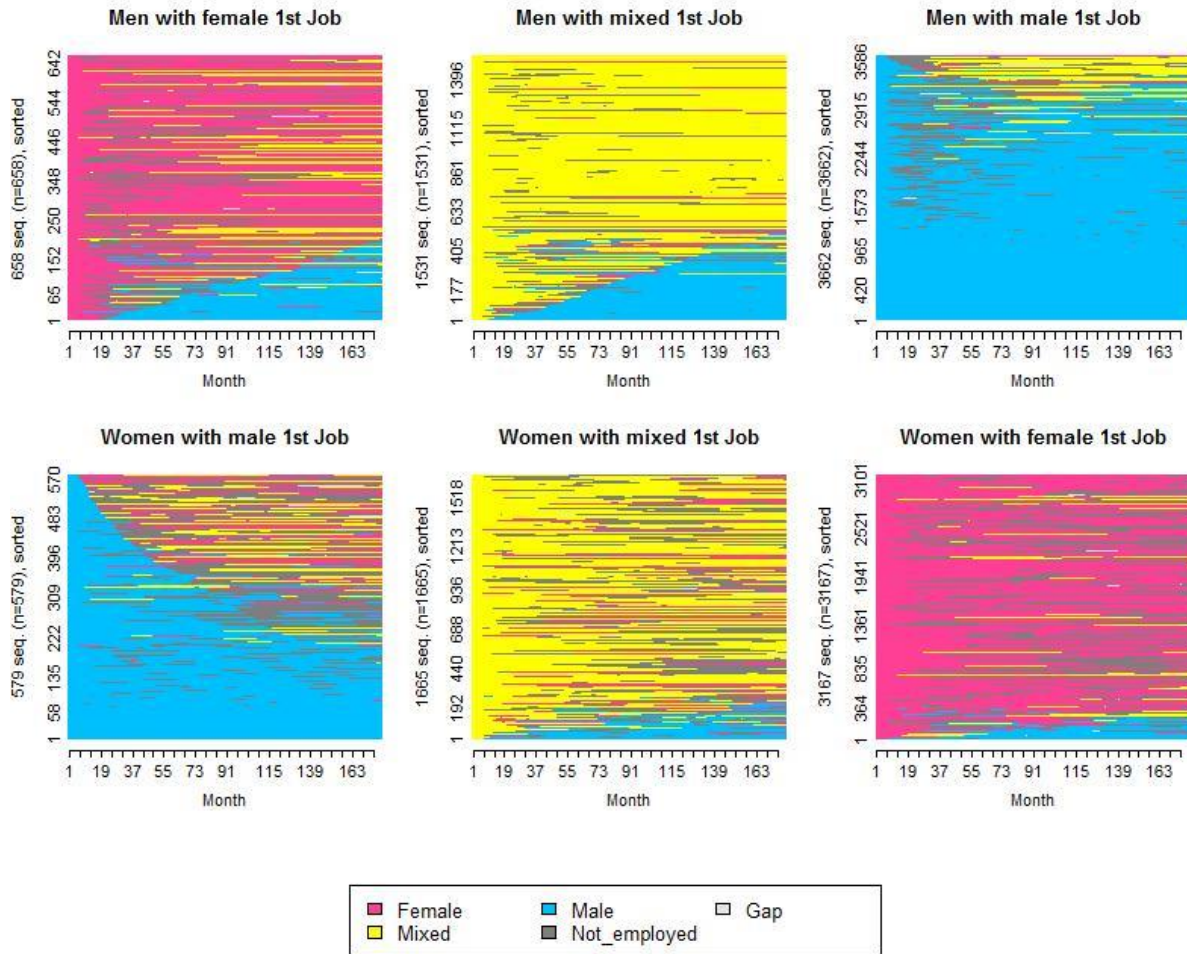 Men with female 1st Job
Men with mixed 1st Job
Men with male 1st Job
658 seq. (n=658), sorted
1 65 152 250 348 446 544 642
1 19 37 55 73 91 115 139 163
Month
1531 seq. (n=1531), sorted
1 177 405 633 861 1115 1396
1 19 37 55 73 91 115 139 163
Month
3662 seq. (n=3662), sorted
1 420 965 1573 2244 2915 3586
1 19 37 55 73 91 115 139 163
Month
Women with male 1st Job
Women with mixed 1st Job
Women with female 1st Job
579 seq. (n=579), sorted
1 58 135 222 309 396 483 570
1 19 37 55 73 91 115 139 163
Month
1665 seq. (n=1665), sorted
1 192 440 688 936 1213 1518
1 19 37 55 73 91 115 139 163
Month
3167 seq. (n=3167), sorted
1 364 835 1361 1941 2521 3101
1 19 37 55 73 91 115 139 163
Month
Female
Male
Gap
Mixed
Not_employed